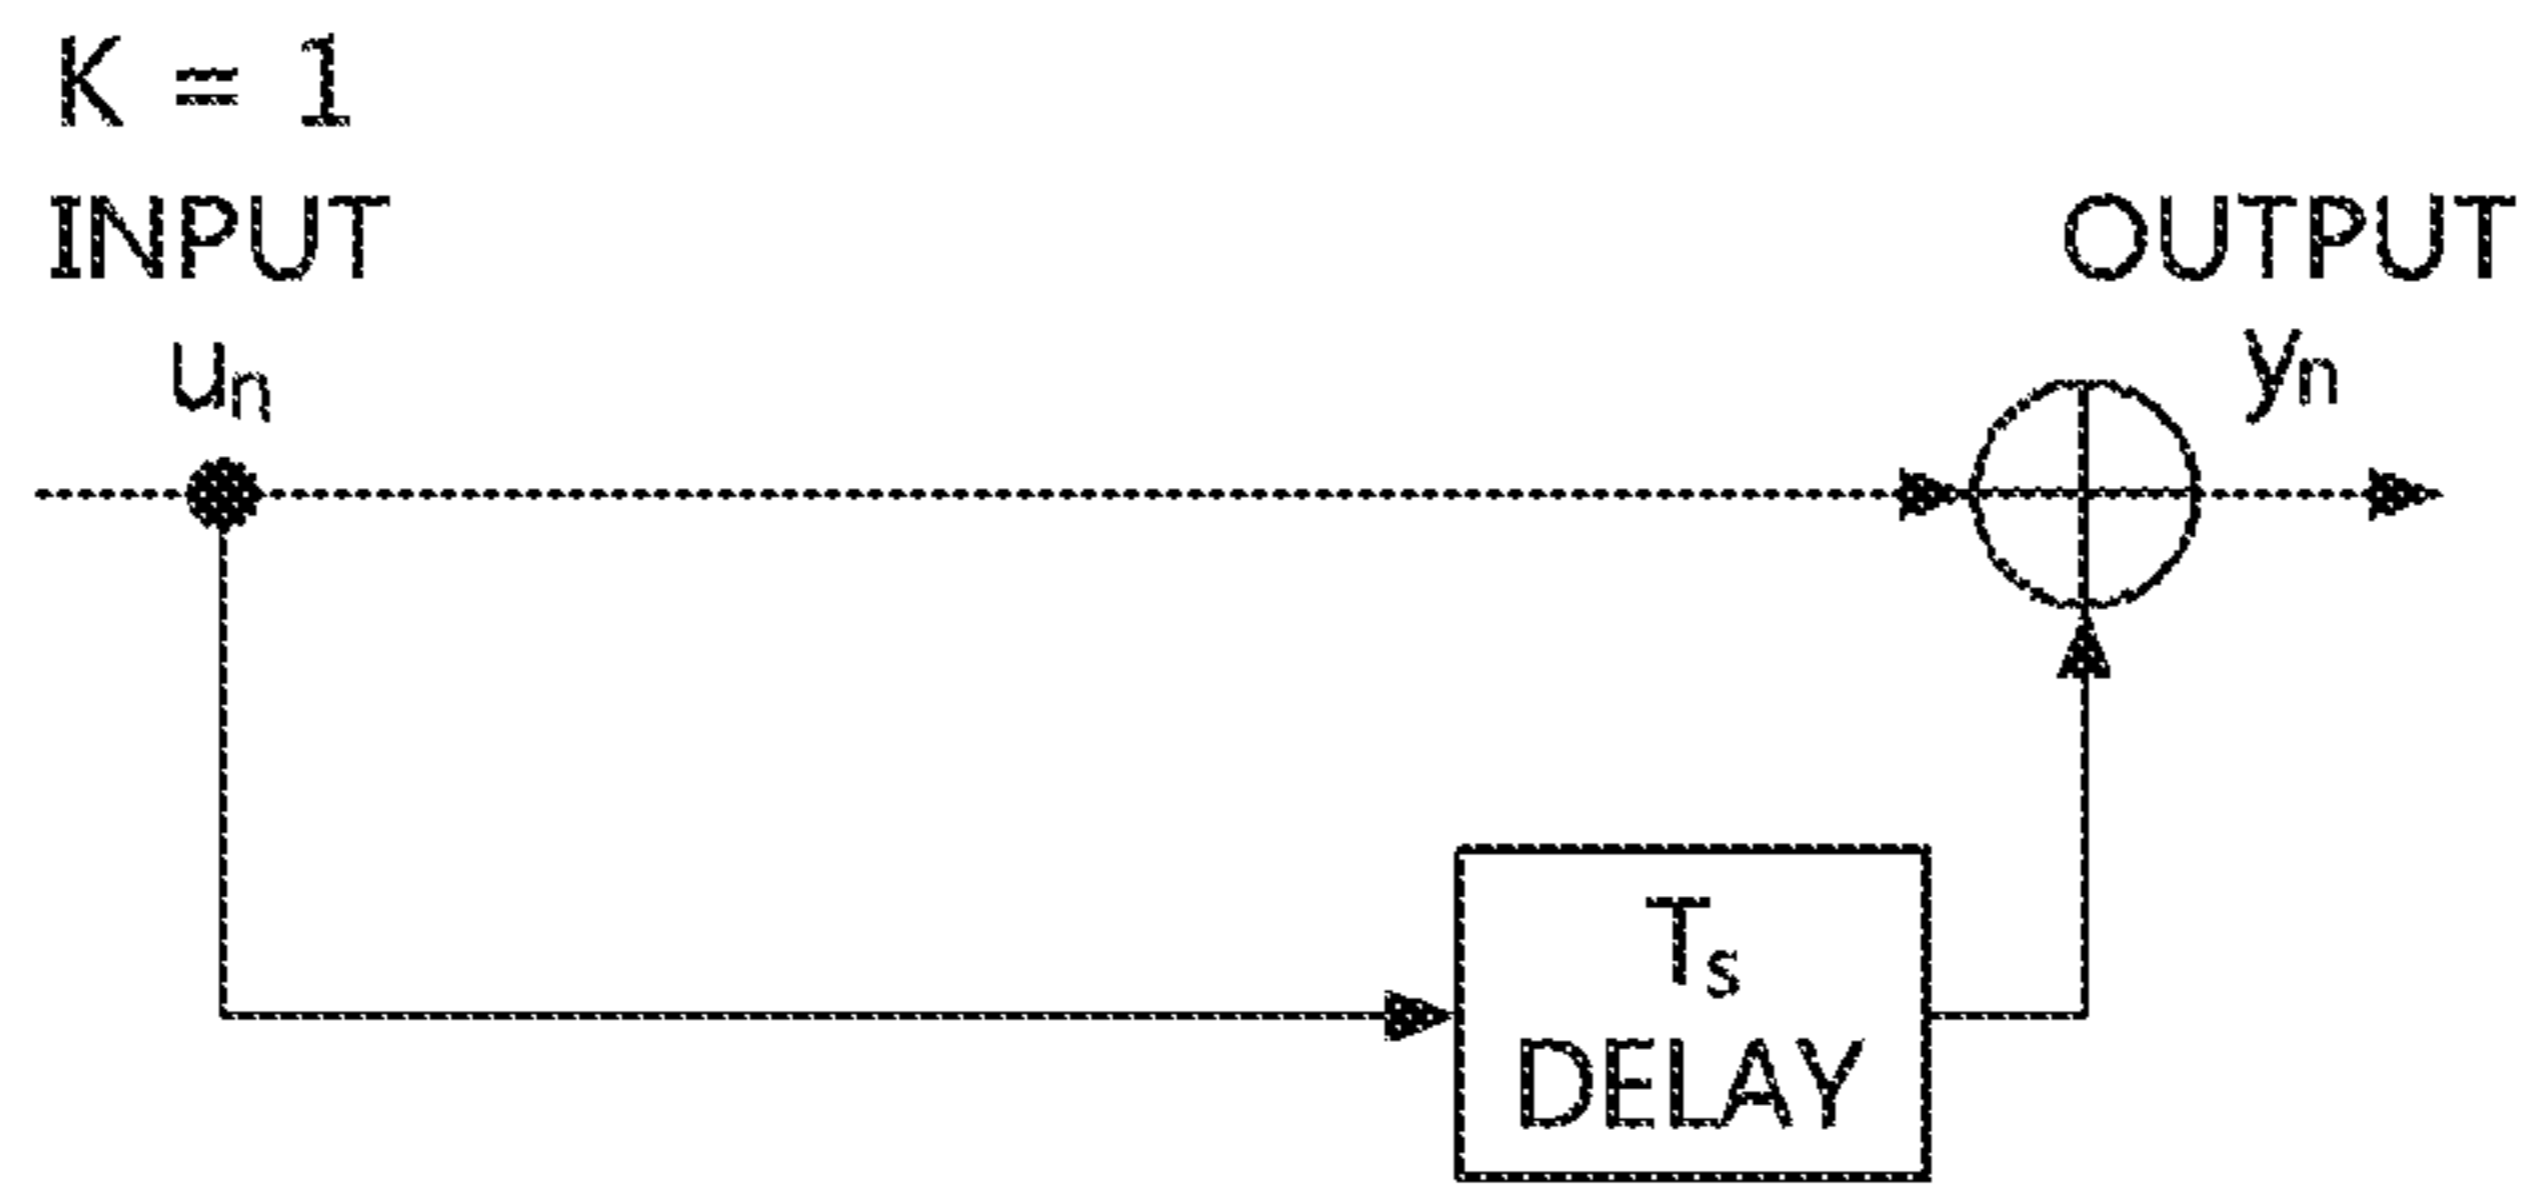 K = 1
INPUT
uₙ
OUTPUT
yₙ
Tₛ
DELAY